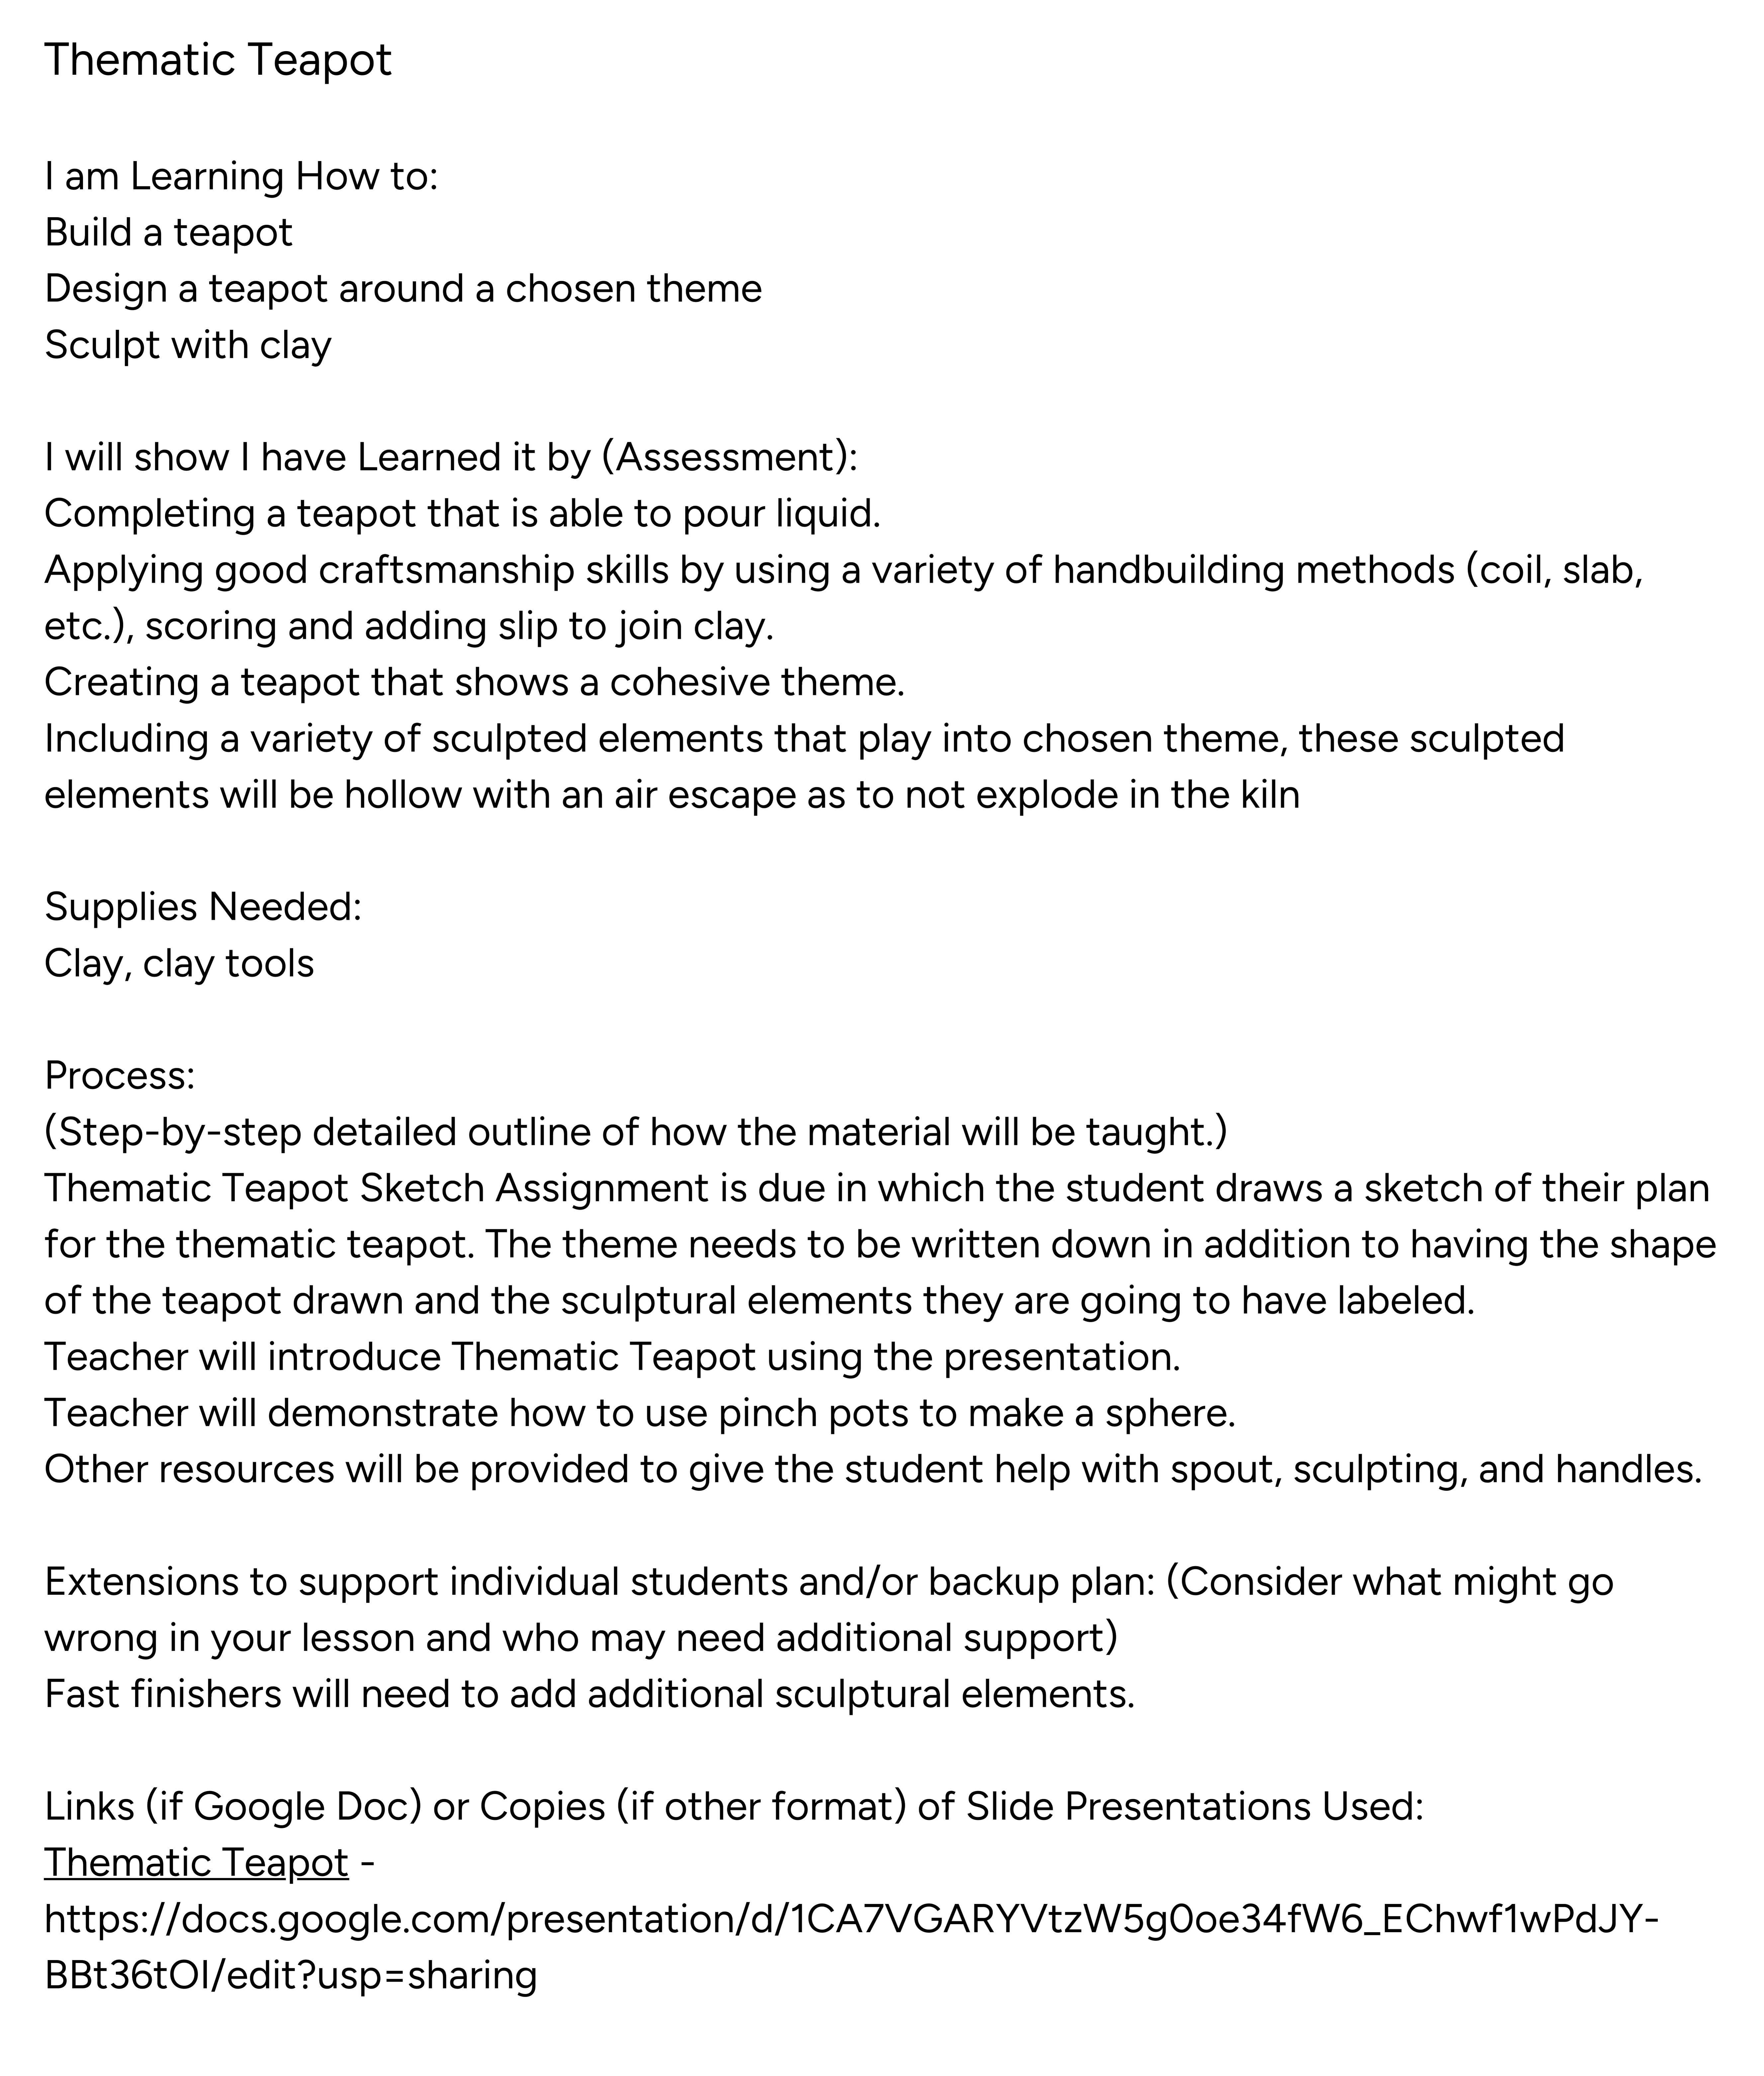 Thematic Teapot
I am Learning How to:
Build a teapot
Design a teapot around a chosen theme
Sculpt with clay
I will show I have Learned it by (Assessment):
Completing a teapot that is able to pour liquid.
Applying good craftsmanship skills by using a variety of handbuilding methods (coil, slab,
etc.), scoring and adding slip to join clay.
Creating a teapot that shows a cohesive theme.
Including a variety of sculpted elements that play into chosen theme, these sculpted
elements will be hollow with an air escape as to not explode in the kiln
Supplies Needed:
Clay, clay tools
Process:
(Step-by-step detailed outline of how the material will be taught.)
Thematic Teapot Sketch Assignment is due in which the student draws a sketch of their plan
for the thematic teapot. The theme needs to be written down in addition to having the shape
of the teapot drawn and the sculptural elements they are going to have labeled.
Teacher will introduce Thematic Teapot using the presentation.
Teacher will demonstrate how to use pinch pots to make a sphere.
Other resources will be provided to give the student help with spout, sculpting, and handles.
Extensions to support individual students and/or backup plan: (Consider what might go
wrong in your lesson and who may need additional support)
Fast finishers will need to add additional sculptural elements.
Links (if Google Doc) or Copies (if other format) of Slide Presentations Used:
Thematic Teapot -
https://docs.google.com/presentation/d/1CA7VGARYVtzW5g0oe34fW6_EChwf1wPdJY-
BBt36tOI/edit?usp=sharing